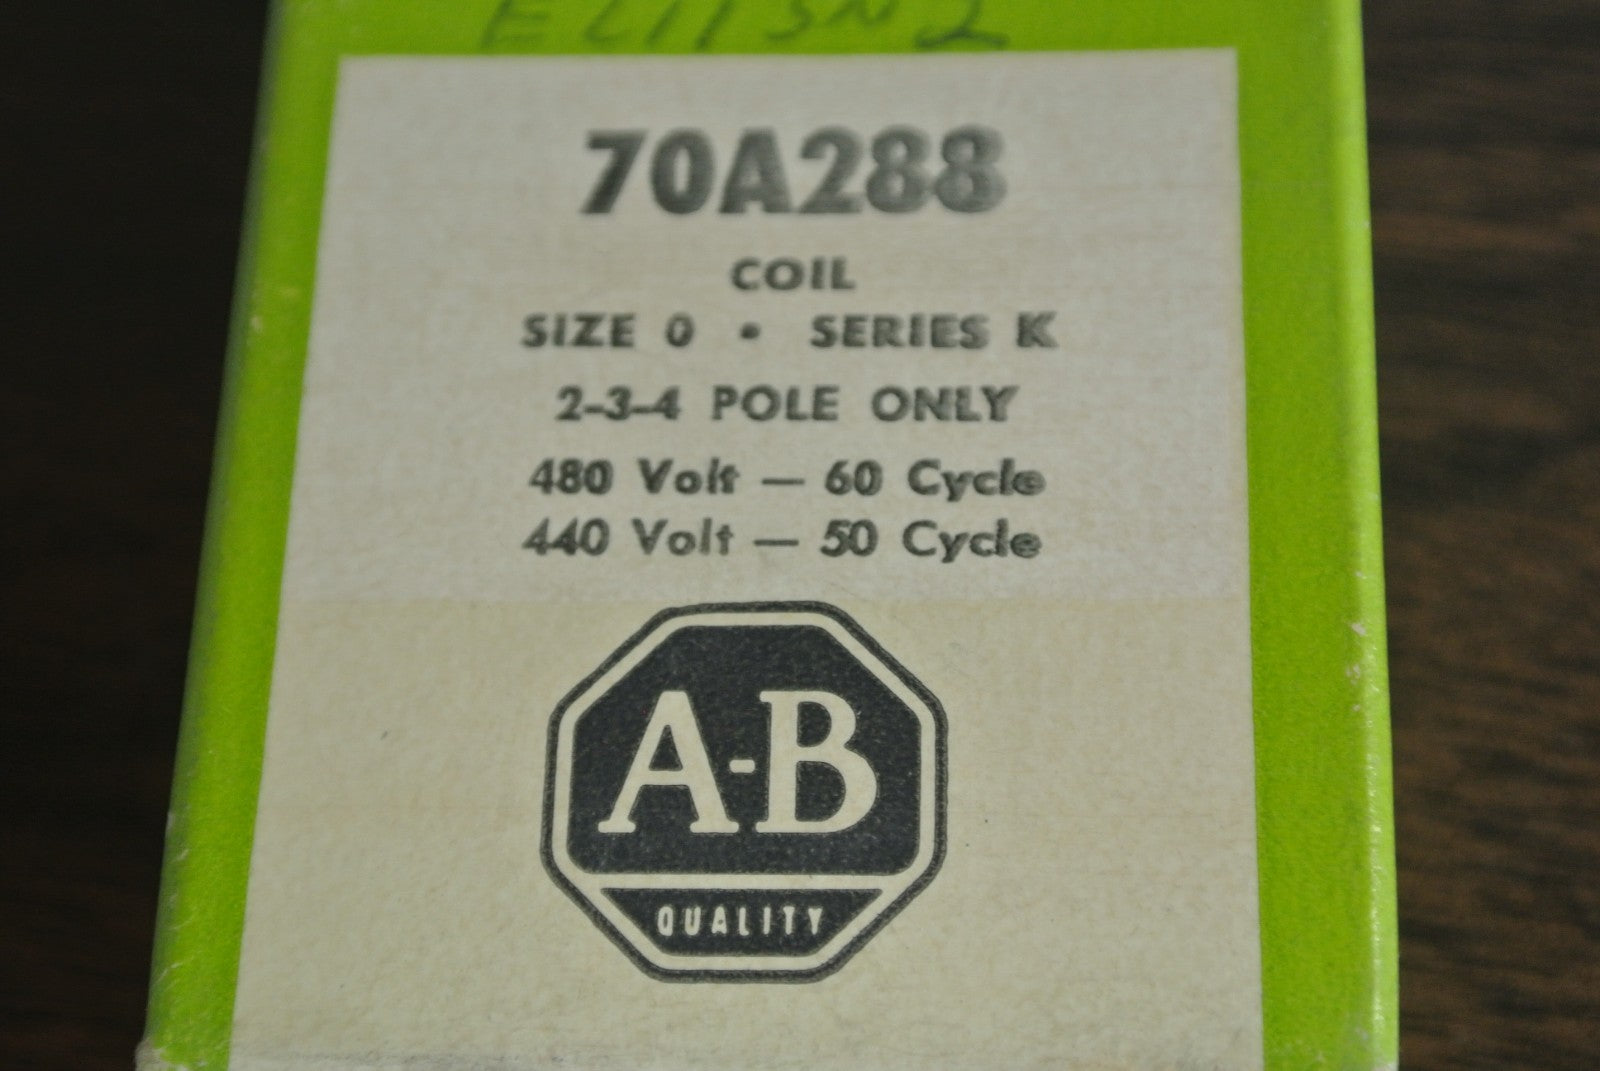 EL113N2
70A288
COIL
SIZE 0 • SERIES K
2-3-4 POLE ONLY
480 Volt — 60 Cycle
440 Volt — 50 Cycle
A-B
QUALITY